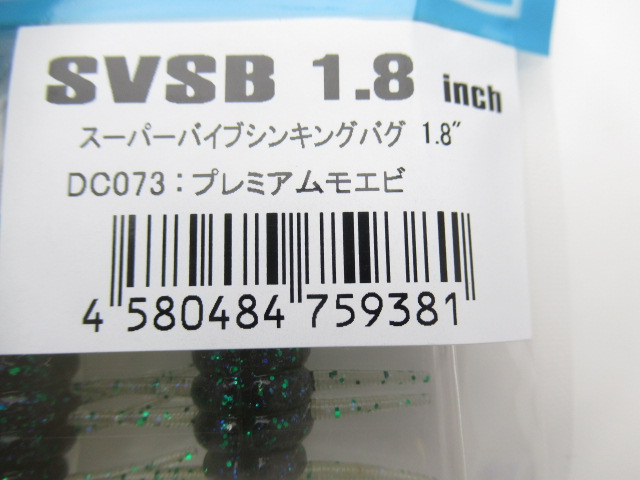 SVSB 1.8 inch
スーパーバイブシンキングバグ 1.8"
DC073：プレミアムモエビ
4 580484 759381